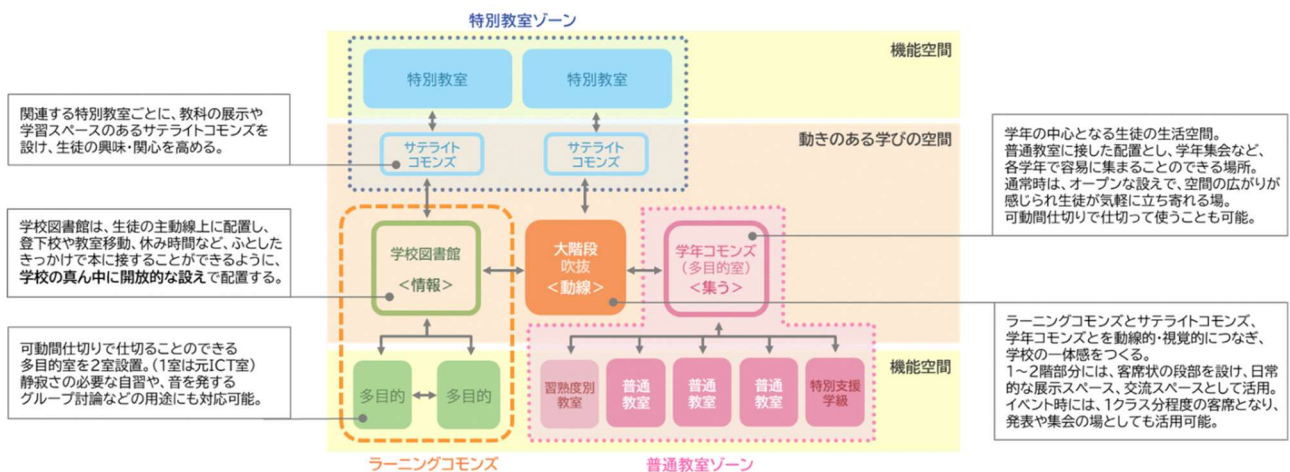 特別教室ゾーン
機能空間
特別教室
特別教室
関連する特別教室ごとに、教科の展示や
学習スペースのあるサテライトコモンズを
設け、生徒の興味・関心を高める。
動きのある学びの空間
サテライト
コモンズ
サテライト
コモンズ
学年の中心となる生徒の生活空間。
普通教室に接した配置とし、学年集会など、
各学年で容易に集まることのできる場所。
通常時は、オープンな設えで、空間の広がりが
感じられ生徒が気軽に立ち寄れる場。
可動間仕切りで仕切って使うことも可能。
学校図書館は、生徒の主動線上に配置し、
登下校や教室移動、休み時間など、ふとした
きっかけで本に接することができるように、
学校の真ん中に開放的な設えで配置する。
学校図書館
<情報>
大階段
吹抜
<動線>
学年コモンズ
(多目的室)
<集う>
可動間仕切りで仕切ることのできる
多目的室を2室設置。(1室は元ICT室)
静寂さの必要な自習や、音を発する
グループ討論などの用途にも対応可能。
ラーニングコモンズとサテライトコモンズ、
学年コモンズとを動線的・視覚的につなぎ、
学校の一体感をつくる。
1～2階部分には、客席状の段部を設け、日常
的な展示スペース、交流スペースとして活用。
イベント時には、1クラス分程度の客席となり、
発表や集会の場としても活用可能。
機能空間
多目的
多目的
習熟度別
教室
普通
教室
普通
教室
普通
教室
特別支援
学級
ラーニングコモンズ
普通教室ゾーン